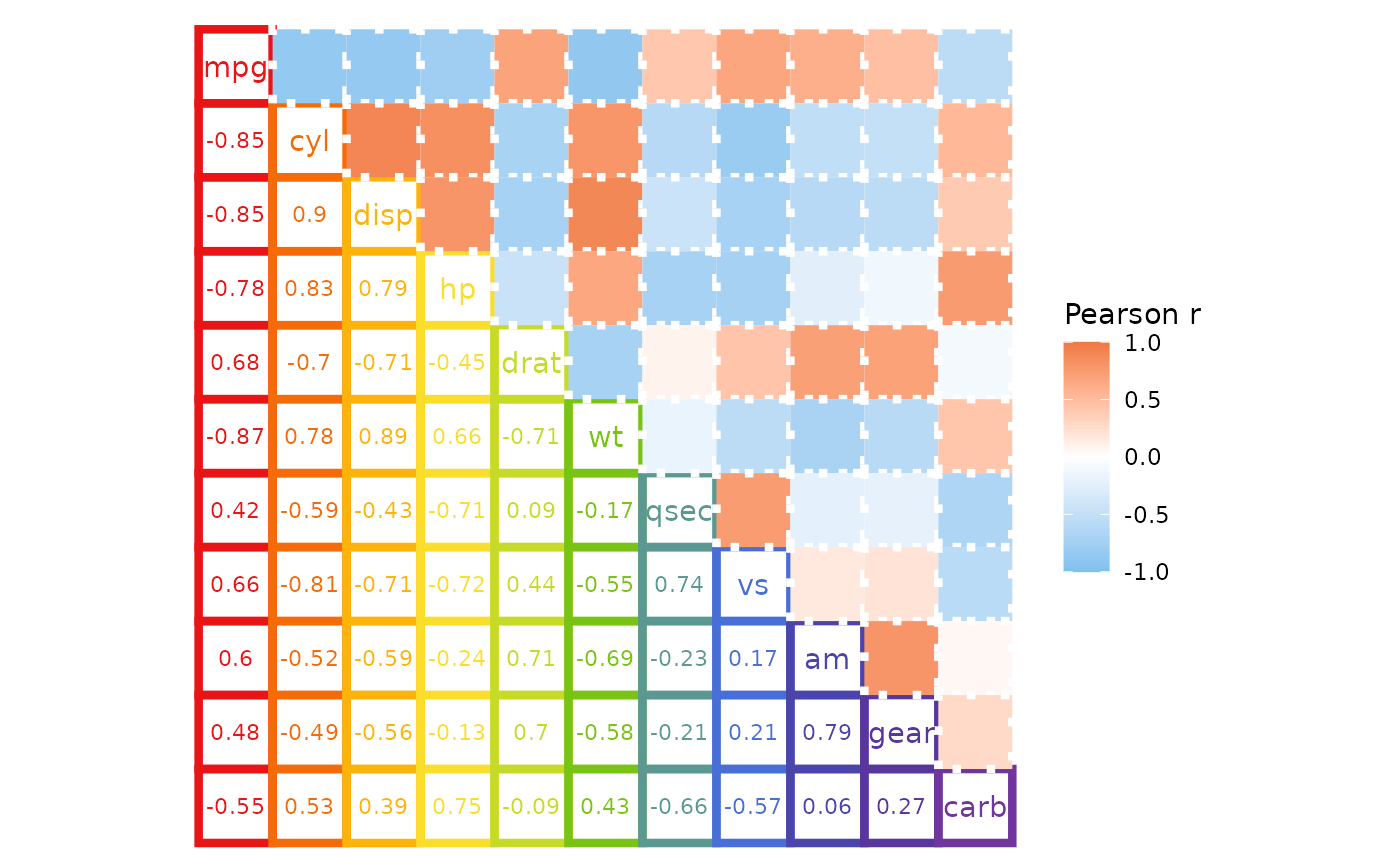 mpg
-0.85 cyl
-0.85 0.9 disp
-0.78 0.83 0.79 hp
0.68 -0.7 -0.71 -0.45 drat
-0.87 0.78 0.89 0.66 -0.71 wt
0.42 -0.59 -0.43 -0.71 0.09 -0.17 qsec
0.66 -0.81 -0.71 -0.72 0.44 -0.55 0.74 vs
0.6 -0.52 -0.59 -0.24 0.71 -0.69 -0.23 0.17 am
0.48 -0.49 -0.56 -0.13 0.7 -0.58 -0.21 0.21 0.79 gear
-0.55 0.53 0.39 0.75 -0.09 0.43 -0.66 -0.57 0.06 0.27 carb
Pearson r
1.0
0.5
0.0
-0.5
-1.0